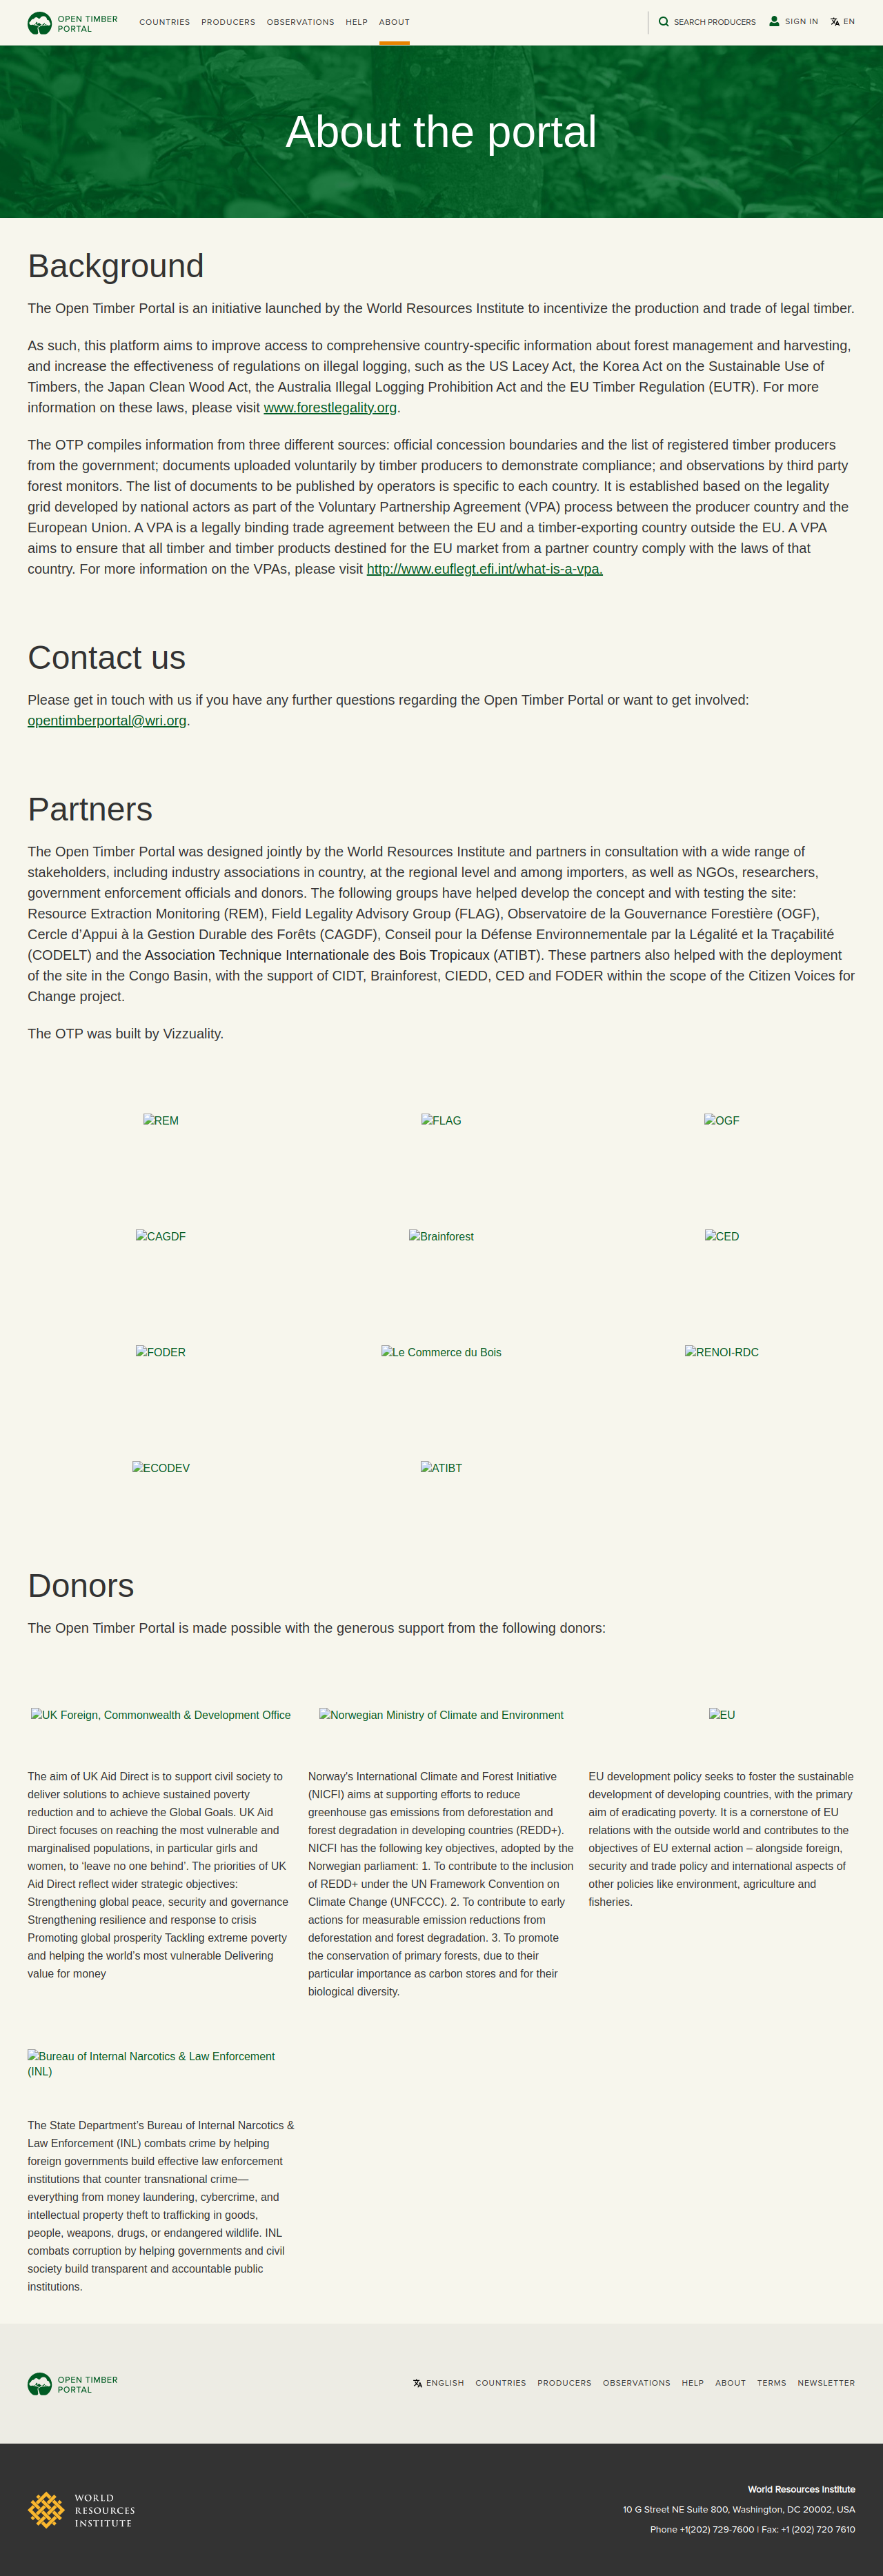 OPEN TIMBER
PORTAL
COUNTRIES PRODUCERS OBSERVATIONS HELP ABOUT
SEARCH PRODUCERS SIGN IN EN
About the portal
Background
The Open Timber Portal is an initiative launched by the World Resources Institute to incentivize the production and trade of legal timber.
As such, this platform aims to improve access to comprehensive country-specific information about forest management and harvesting,
and increase the effectiveness of regulations on illegal logging, such as the US Lacey Act, the Korea Act on the Sustainable Use of
Timbers, the Japan Clean Wood Act, the Australia Illegal Logging Prohibition Act and the EU Timber Regulation (EUTR). For more
information on these laws, please visit www.forestlegality.org.
The OTP compiles information from three different sources: official concession boundaries and the list of registered timber producers
from the government; documents uploaded voluntarily by timber producers to demonstrate compliance; and observations by third party
forest monitors. The list of documents to be published by operators is specific to each country. It is established based on the legality
grid developed by national actors as part of the Voluntary Partnership Agreement (VPA) process between the producer country and the
European Union. A VPA is a legally binding trade agreement between the EU and a timber-exporting country outside the EU. A VPA
aims to ensure that all timber and timber products destined for the EU market from a partner country comply with the laws of that
country. For more information on the VPAs, please visit http://www.euflegt.efi.int/what-is-a-vpa.
Contact us
Please get in touch with us if you have any further questions regarding the Open Timber Portal or want to get involved:
opentimberportal@wri.org.
Partners
The Open Timber Portal was designed jointly by the World Resources Institute and partners in consultation with a wide range of
stakeholders, including industry associations in country, at the regional level and among importers, as well as NGOs, researchers,
government enforcement officials and donors. The following groups have helped develop the concept and with testing the site:
Resource Extraction Monitoring (REM), Field Legality Advisory Group (FLAG), Observatoire de la Gouvernance Forestière (OGF),
Cercle d’Appui à la Gestion Durable des Forêts (CAGDF), Conseil pour la Défense Environnementale par la Légalité et la Traçabilité
(CODELT) and the Association Technique Internationale des Bois Tropicaux (ATIBT). These partners also helped with the deployment
of the site in the Congo Basin, with the support of CIDT, Brainforest, CIEDD, CED and FODER within the scope of the Citizen Voices for
Change project.
The OTP was built by Vizzuality.
REM FLAG OGF
CAGDF Brainforest CED
FODER Le Commerce du Bois RENOI-RDC
ECODEV ATIBT
Donors
The Open Timber Portal is made possible with the generous support from the following donors:
UK Foreign, Commonwealth & Development Office
The aim of UK Aid Direct is to support civil society to
deliver solutions to achieve sustained poverty
reduction and to achieve the Global Goals. UK Aid
Direct focuses on reaching the most vulnerable and
marginalised populations, in particular girls and
women, to ‘leave no one behind’. The priorities of UK
Aid Direct reflect wider strategic objectives:
Strengthening global peace, security and governance
Strengthening resilience and response to crisis
Promoting global prosperity Tackling extreme poverty
and helping the world’s most vulnerable Delivering
value for money
Norwegian Ministry of Climate and Environment
Norway's International Climate and Forest Initiative
(NICFI) aims at supporting efforts to reduce
greenhouse gas emissions from deforestation and
forest degradation in developing countries (REDD+).
NICFI has the following key objectives, adopted by the
Norwegian parliament: 1. To contribute to the inclusion
of REDD+ under the UN Framework Convention on
Climate Change (UNFCCC). 2. To contribute to early
actions for measurable emission reductions from
deforestation and forest degradation. 3. To promote
the conservation of primary forests, due to their
particular importance as carbon stores and for their
biological diversity.
EU
EU development policy seeks to foster the sustainable
development of developing countries, with the primary
aim of eradicating poverty. It is a cornerstone of EU
relations with the outside world and contributes to the
objectives of EU external action – alongside foreign,
security and trade policy and international aspects of
other policies like environment, agriculture and
fisheries.
Bureau of Internal Narcotics & Law Enforcement
(INL)
The State Department’s Bureau of Internal Narcotics &
Law Enforcement (INL) combats crime by helping
foreign governments build effective law enforcement
institutions that counter transnational crime—
everything from money laundering, cybercrime, and
intellectual property theft to trafficking in goods,
people, weapons, drugs, or endangered wildlife. INL
combats corruption by helping governments and civil
society build transparent and accountable public
institutions.
OPEN TIMBER
PORTAL
ENGLISH COUNTRIES PRODUCERS OBSERVATIONS HELP ABOUT TERMS NEWSLETTER
WORLD
RESOURCES
INSTITUTE
World Resources Institute
10 G Street NE Suite 800, Washington, DC 20002, USA
Phone +1(202) 729-7600 | Fax: +1 (202) 720 7610